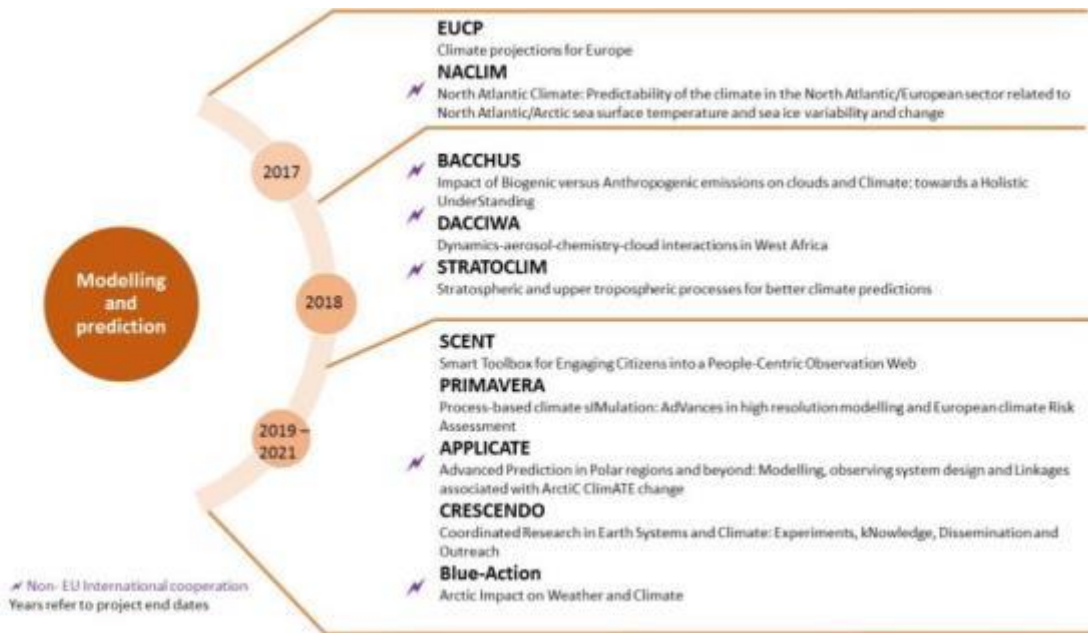 EUCP
Climate projections for Europe
NACLIM
North Atlantic Climate: Predictability of the climate in the North Atlantic/European sector related to
North Atlantic/Arctic sea surface temperature and sea ice variability and change
2017
BACCHUS
Impact of Biogenic versus Anthropogenic emissions on clouds and Climate: towards a Holistic
UnderStanding
DACCIWA
Dynamics-aerosol-chemistry-cloud interactions in West Africa
STRATOCLIM
Stratospheric and upper tropospheric processes for better climate predictions
Modelling
and
prediction
2018
SCENT
Smart Toolbox for Engaging Citizens into a People-Centric Observation Web
PRIMAVERA
Process-based climate sIMulation: AdVances in high resolution modelling and European climate Risk
Assessment
2019 –
2021
APPLICATE
Advanced Prediction in Polar regions and beyond: Modelling, observing system design and Linkages
associated with ArctiC ClimATE change
CRESCENDO
Coordinated Research in Earth Systems and Climate: Experiments, kNowledge, Dissemination and
Outreach
Blue-Action
Arctic Impact on Weather and Climate
Non- EU International cooperation
Years refer to project end dates